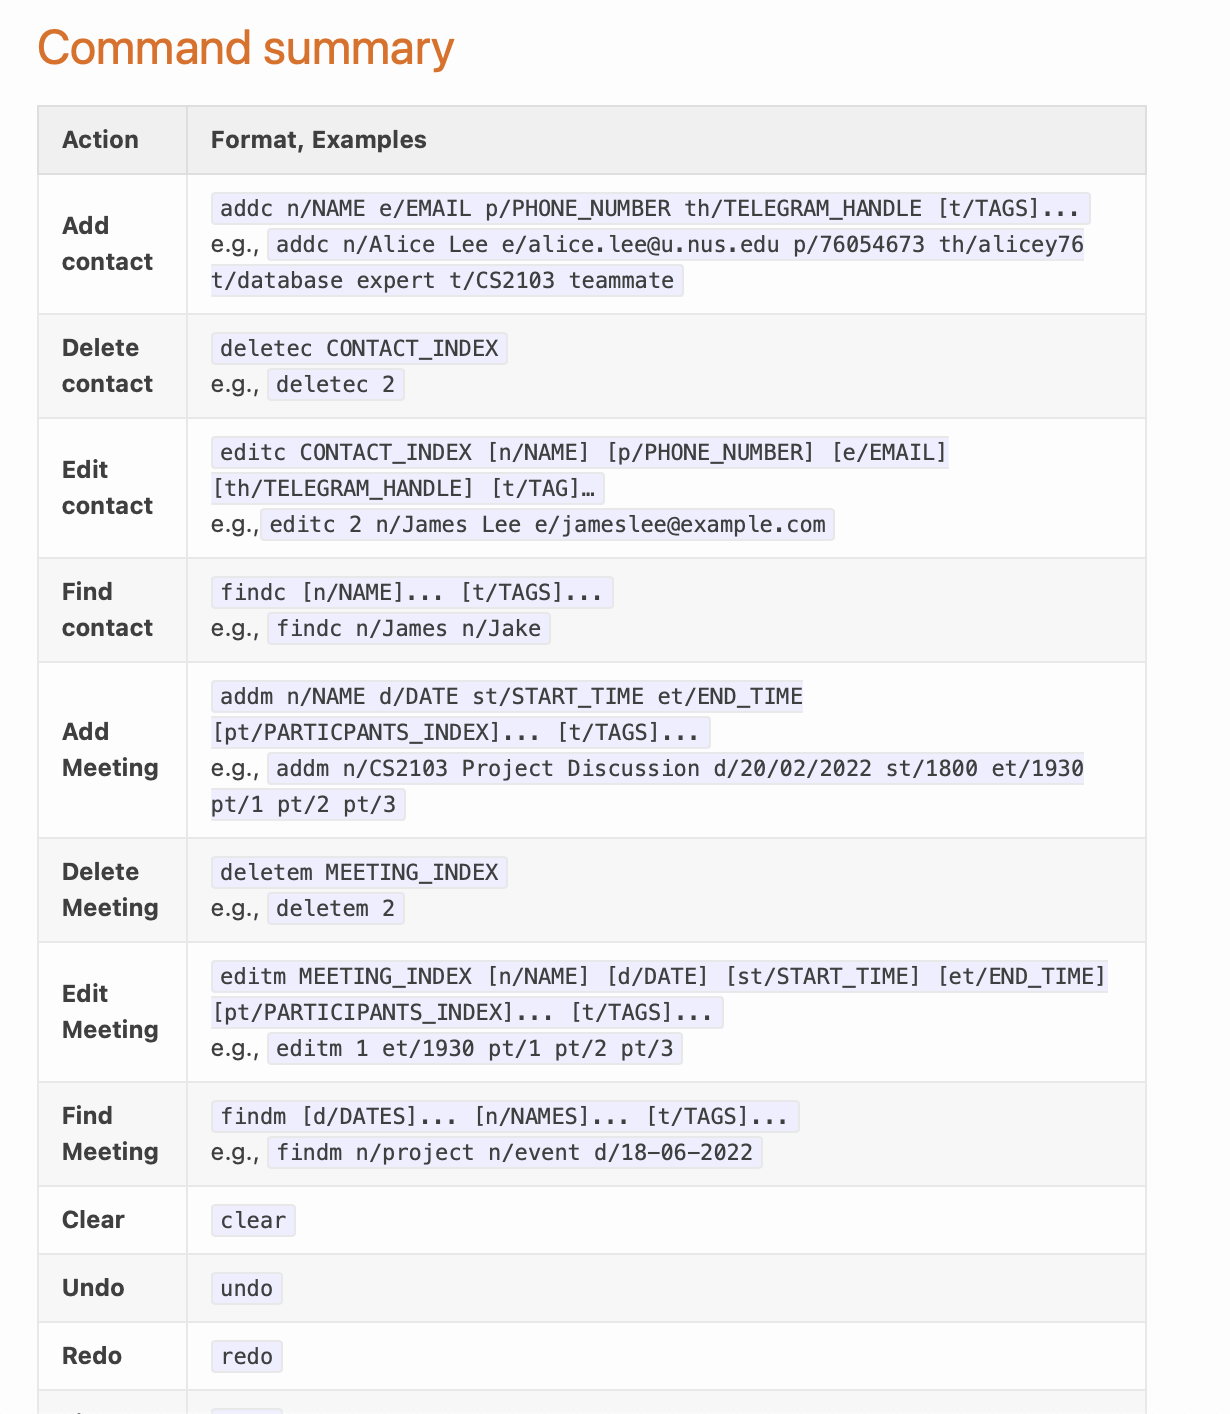 Command summary
Action
Format, Examples
Add
contact
addc n/NAME e/EMAIL p/PHONE_NUMBER th/TELEGRAM_HANDLE [t/TAGS]...
e.g., addc n/Alice Lee e/alice.lee@u.nus.edu p/76054673 th/alicey76
t/database expert t/CS2103 teammate
Delete
contact
deletec CONTACT_INDEX
e.g., deletec 2
Edit
contact
editc CONTACT_INDEX [n/NAME] [p/PHONE_NUMBER] [e/EMAIL]
[th/TELEGRAM_HANDLE] [t/TAG]…
e.g., editc 2 n/James Lee e/jameslee@example.com
Find
contact
findc [n/NAME]... [t/TAGS]...
e.g., findc n/James n/Jake
Add
Meeting
addm n/NAME d/DATE st/START_TIME et/END_TIME
[pt/PARTICPANTS_INDEX]... [t/TAGS]...
e.g., addm n/CS2103 Project Discussion d/20/02/2022 st/1800 et/1930
pt/1 pt/2 pt/3
Delete
Meeting
deletem MEETING_INDEX
e.g., deletem 2
Edit
Meeting
editm MEETING_INDEX [n/NAME] [d/DATE] [st/START_TIME] [et/END_TIME]
[pt/PARTICIPANTS_INDEX]... [t/TAGS]...
e.g., editm 1 et/1930 pt/1 pt/2 pt/3
Find
Meeting
findm [d/DATES]... [n/NAMES]... [t/TAGS]...
e.g., findm n/project n/event d/18-06-2022
Clear
clear
Undo
undo
Redo
redo